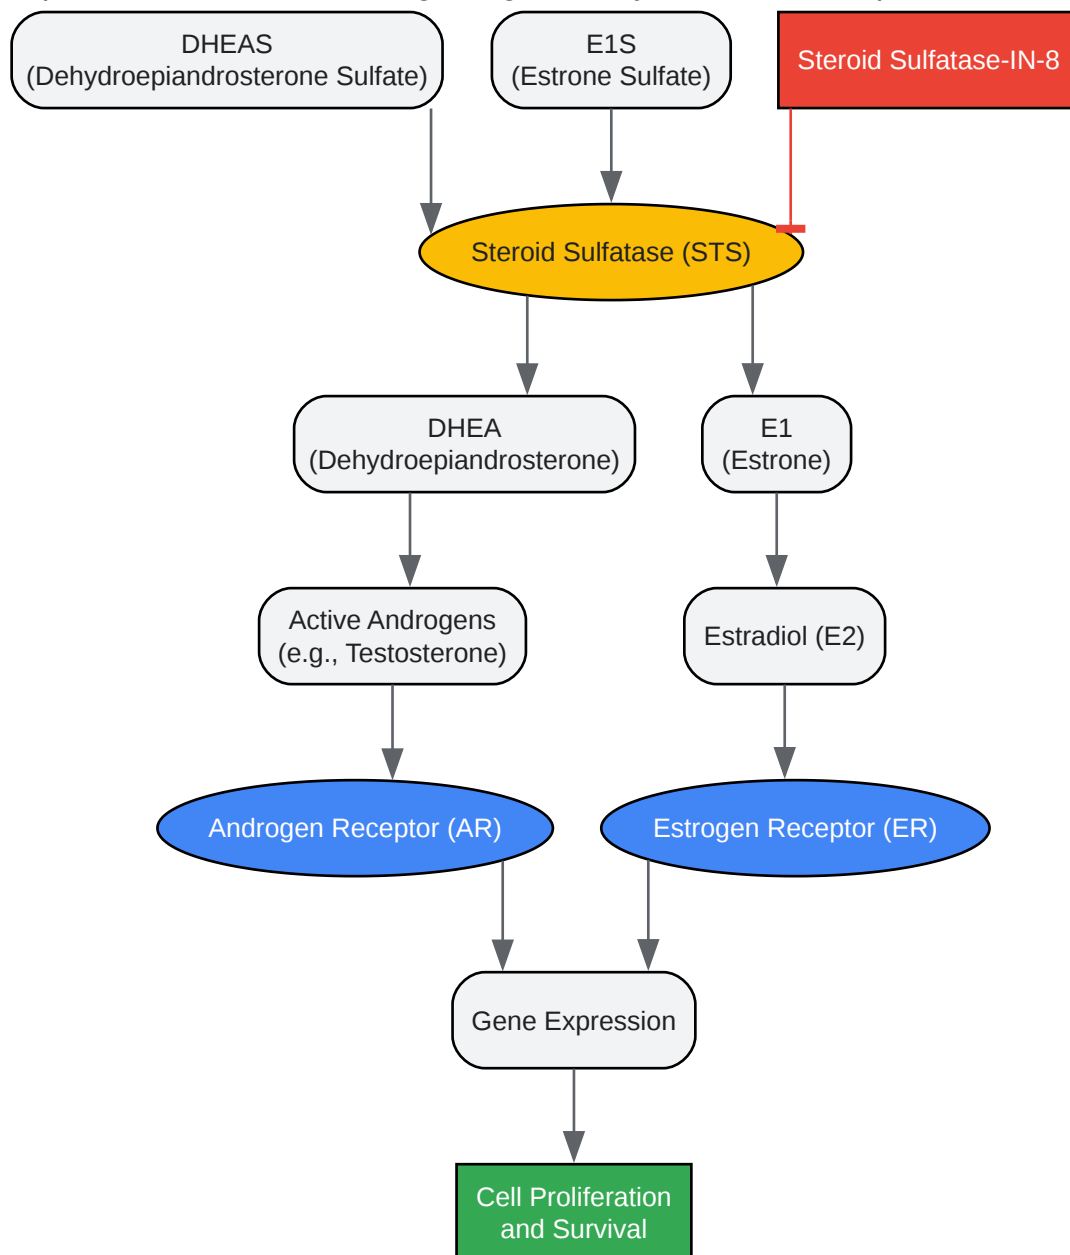 DHEAS
(Dehydroepiandrosterone Sulfate)
E1S
(Estrone Sulfate)
Steroid Sulfatase-IN-8
Steroid Sulfatase (STS)
DHEA
(Dehydroepiandrosterone)
E1
(Estrone)
Active Androgens
(e.g., Testosterone)
Estradiol (E2)
Androgen Receptor (AR)
Estrogen Receptor (ER)
Gene Expression
Cell Proliferation
and Survival